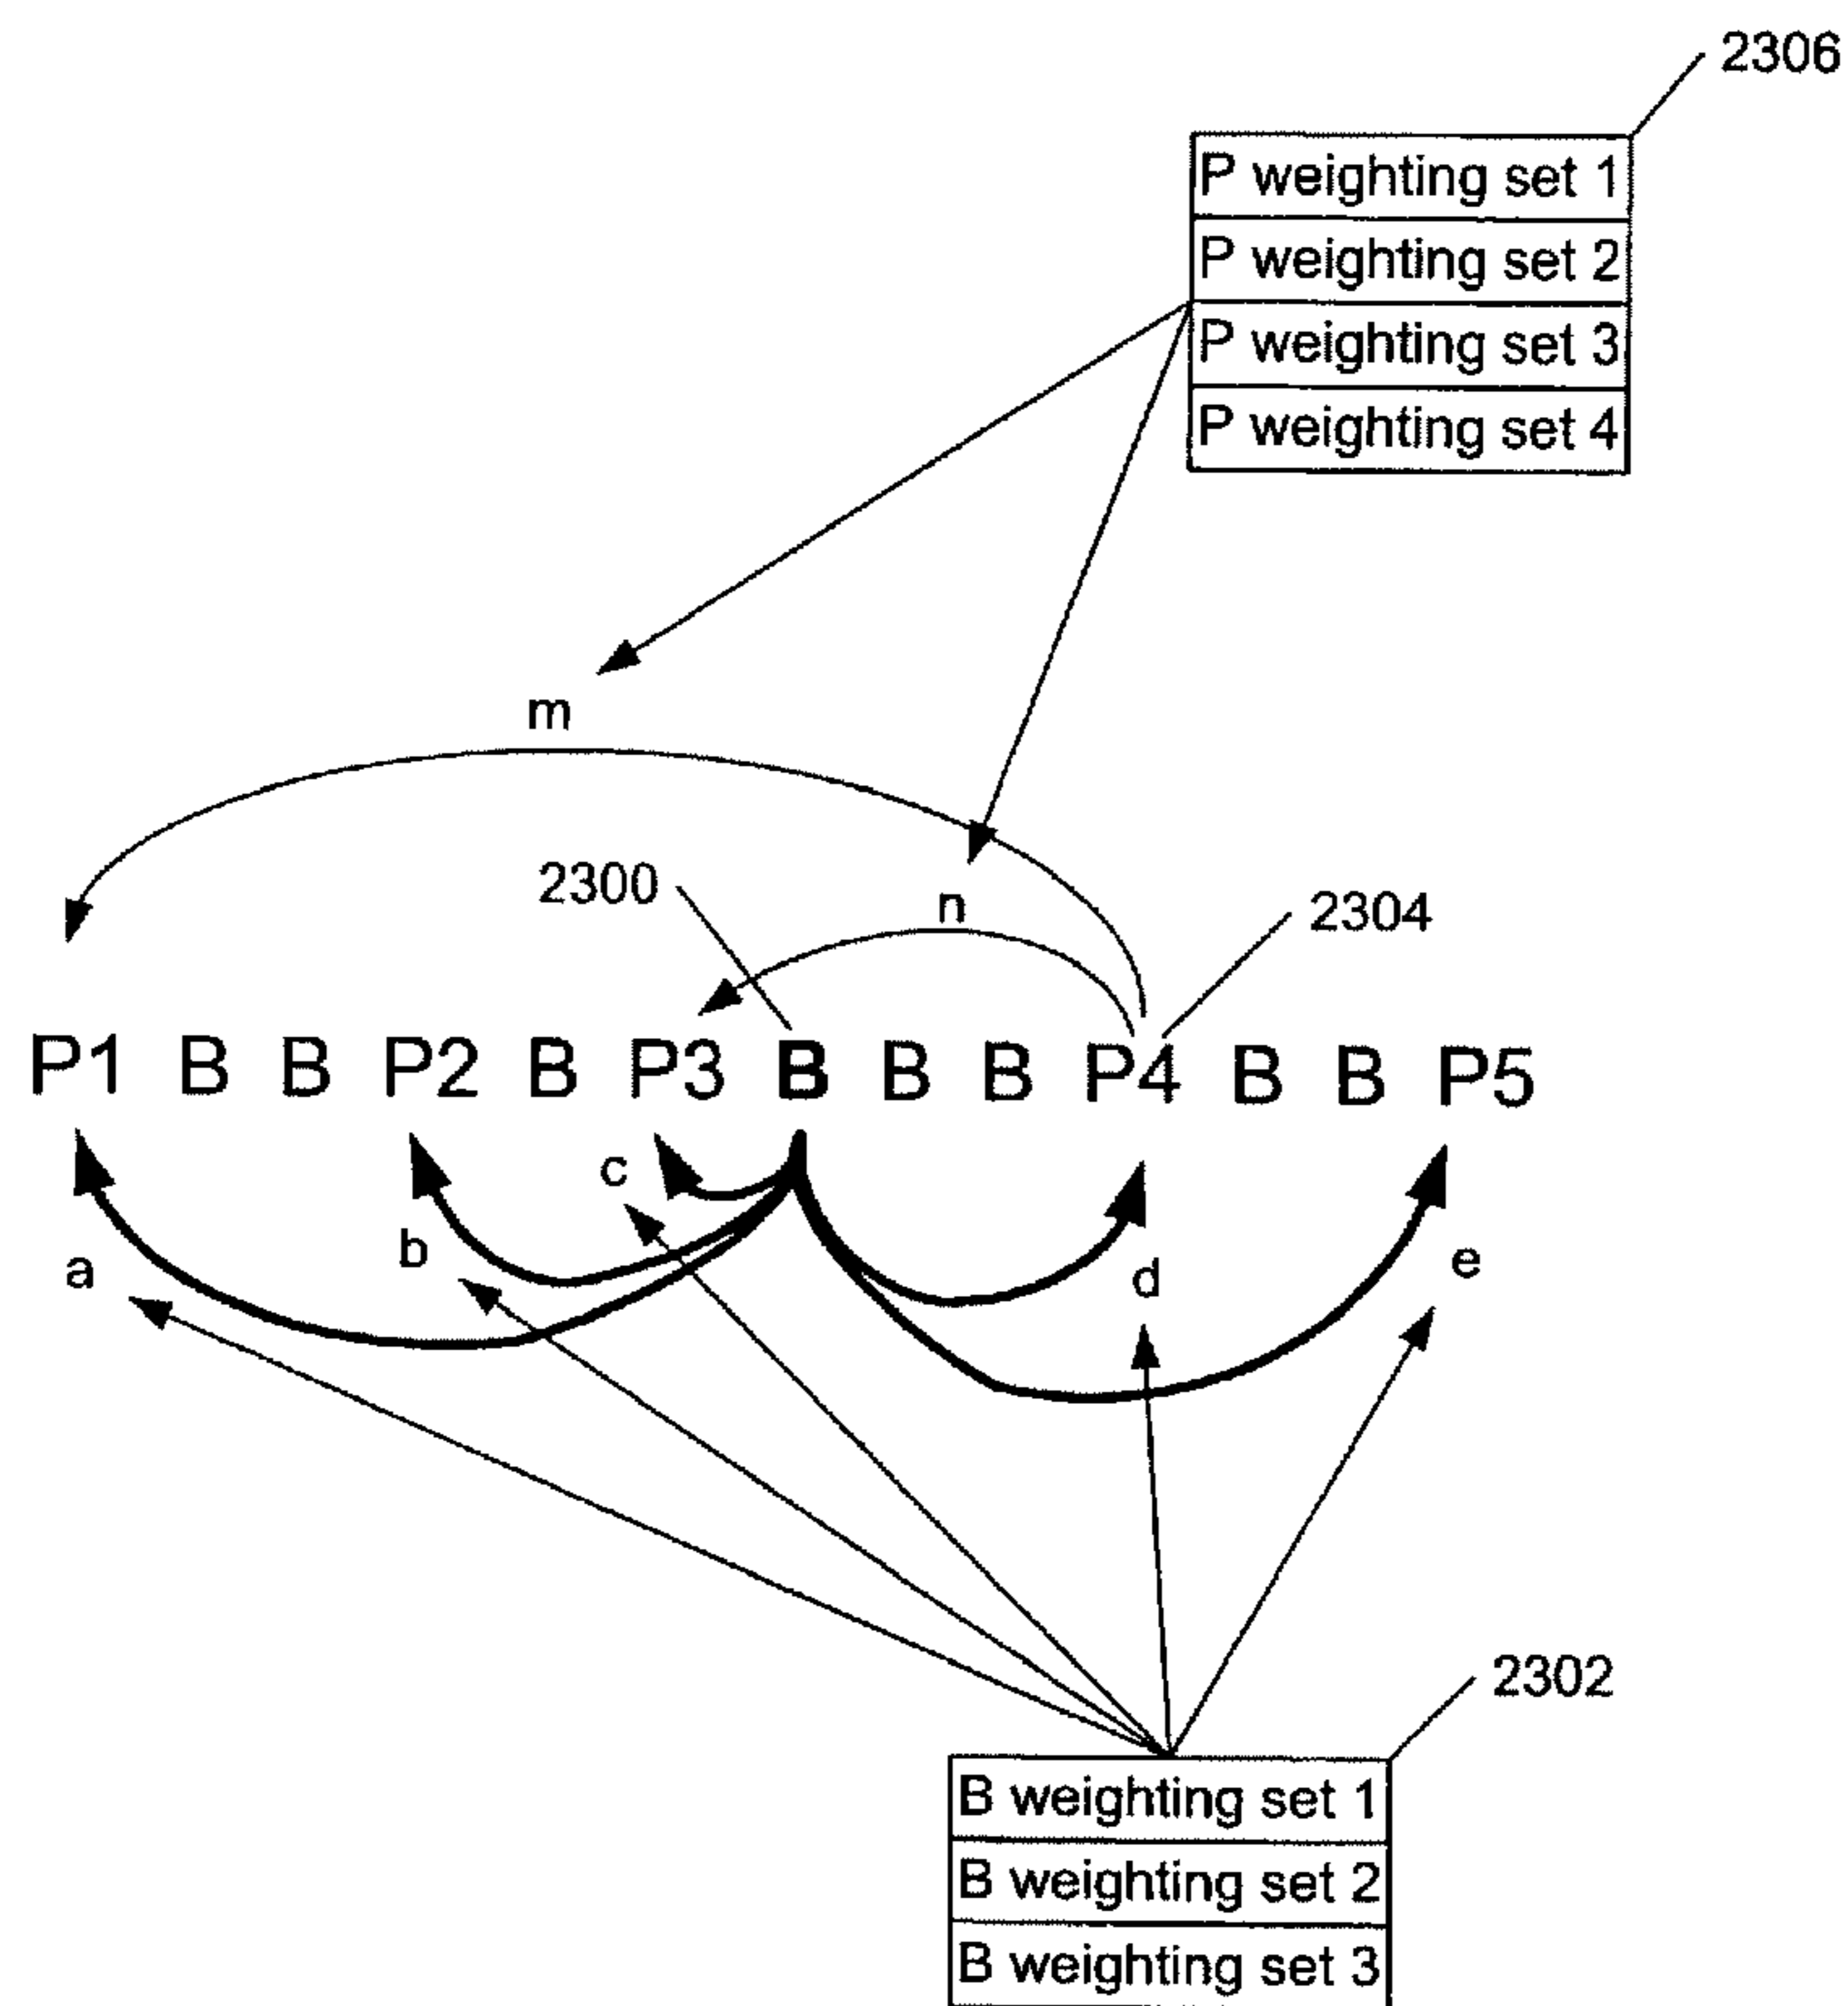 2306
P weighting set 1
P weighting set 2
P weighting set 3
P weighting set 4
m
2300
n
2304
P1 B B P2 B P3 B B B P4 B B P5
c
b
a
d
e
2302
B weighting set 1
B weighting set 2
B weighting set 3